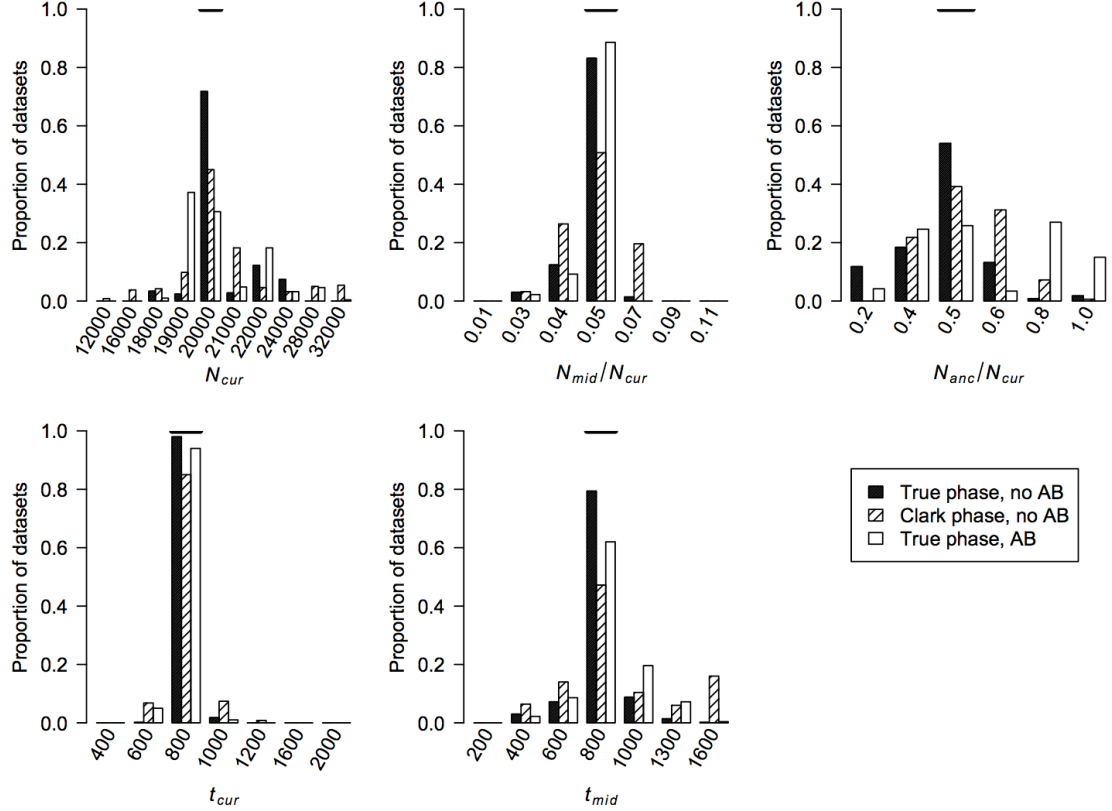 Proportion of datasets
1.0
0.8
0.6
0.4
0.2
0.0
12000 16000 18000 19000 20000 21000 22000 24000 28000 32000
N_cur
Proportion of datasets
1.0
0.8
0.6
0.4
0.2
0.0
0.01 0.03 0.04 0.05 0.07 0.09 0.11
N_mid/N_cur
Proportion of datasets
1.0
0.8
0.6
0.4
0.2
0.0
0.2 0.4 0.5 0.6 0.8 1.0
N_anc/N_cur
Proportion of datasets
1.0
0.8
0.6
0.4
0.2
0.0
400 600 800 1000 1200 1600 2000
t_cur
Proportion of datasets
1.0
0.8
0.6
0.4
0.2
0.0
200 400 600 800 1000 1300 1600
t_mid
True phase, no AB
Clark phase, no AB
True phase, AB